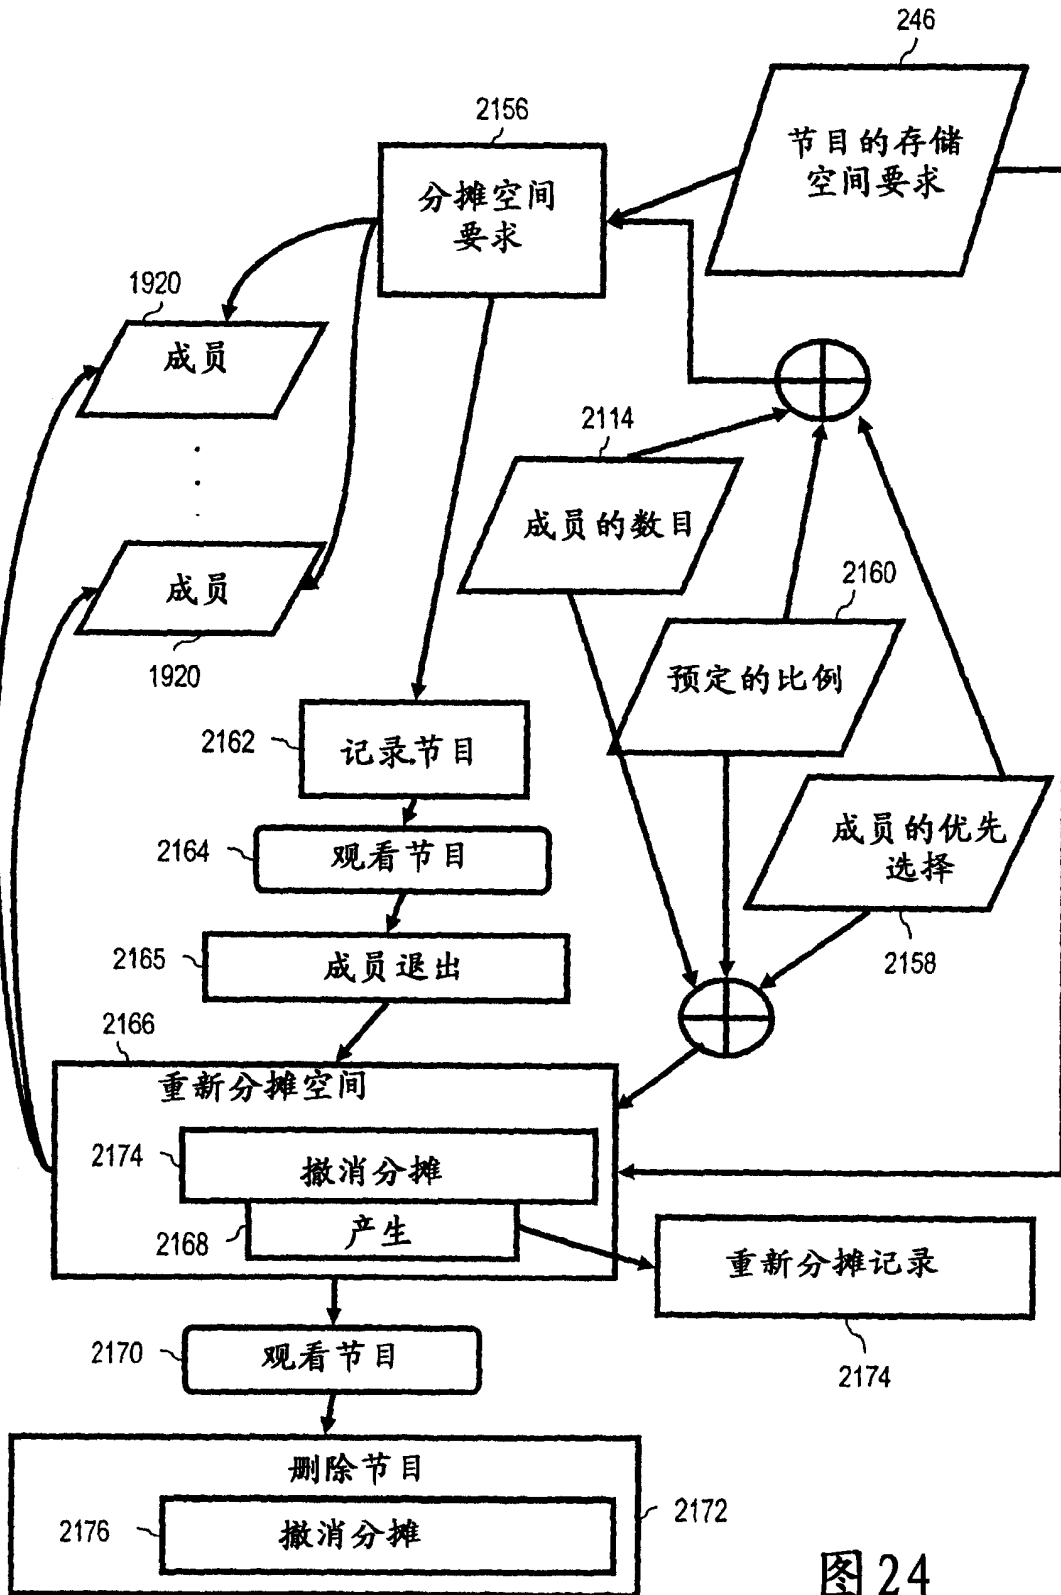 246
2156
节目的存储
空间要求
分摊空间
要求
1920
成员
2114
成员的数目
成员
1920
2160
预定的比例
2162
记录节目
2164
观看节目
成员的优先
选择
2158
2165
成员退出
2166
重新分摊空间
2174
撤消分摊
2168
产生
重新分摊记录
2174
2170
观看节目
删除节目
2176
撤消分摊
2172
图24